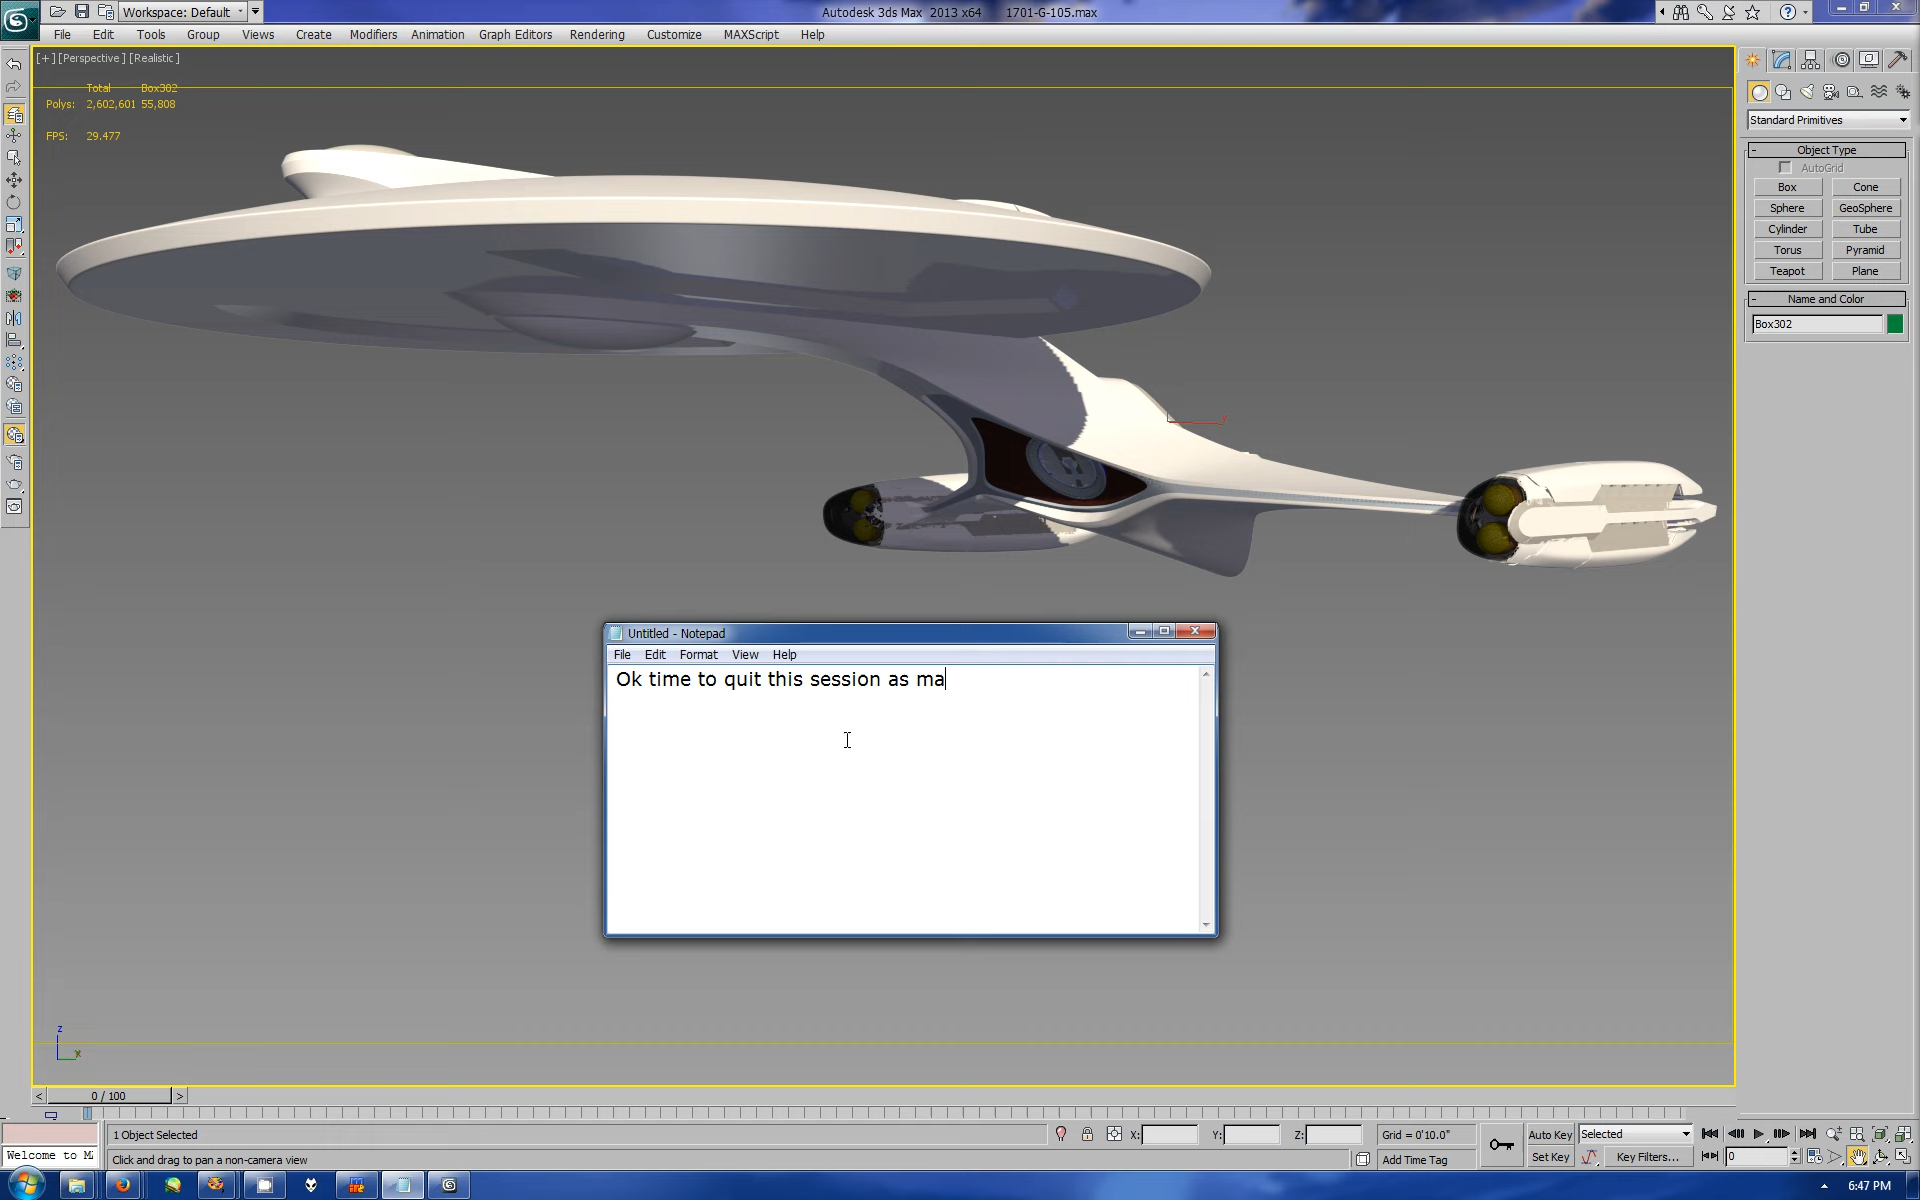 Workspace: Default
Autodesk 3ds Max 2013 x64 1701-G-105.max
File Edit Tools Group Views Create Modifiers Animation Graph Editors Rendering Customize MAXScript Help
[+] [Perspective ] [Realistic ]
Total Box302
Polys: 2,602,601 55,808
FPS: 29.477
Standard Primitives
- Object Type
AutoGrid
Box Cone
Sphere GeoSphere
Cylinder Tube
Torus Pyramid
Teapot Plane
- Name and Color
Box302
Untitled - Notepad
File Edit Format View Help
Ok time to quit this session as ma
z
x
< 0 / 100 >
1 Object Selected
X: Y: Z:
Grid = 0'10.0"
Auto Key Selected
Welcome to M
Click and drag to pan a non-camera view
Add Time Tag
Set Key Key Filters...
0
6:47 PM